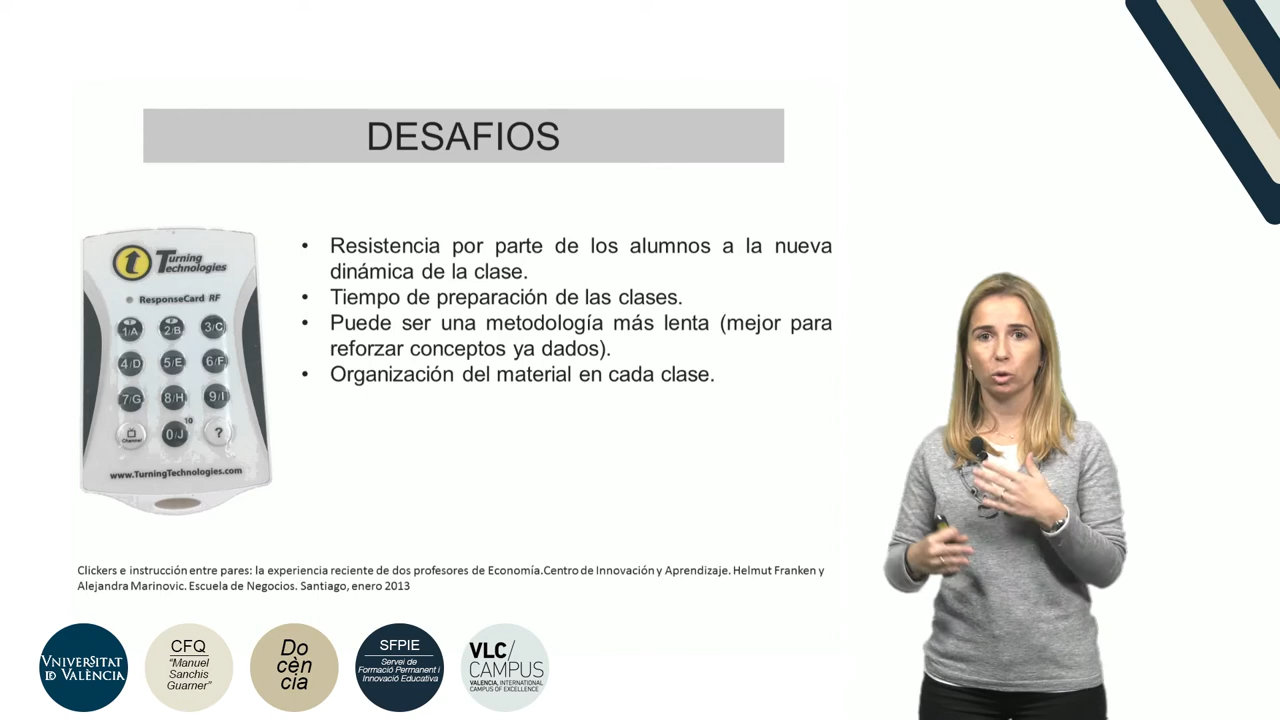 DESAFIOS
Turning
Technologies
ResponseCard RF
1/A
2/B
3/C
4/D
5/E
6/F
7/G
8/H
9/I
Channel
0/J
10
?
www.TurningTechnologies.com
• Resistencia por parte de los alumnos a la nueva
dinámica de la clase.
• Tiempo de preparación de las clases.
• Puede ser una metodología más lenta (mejor para
reforzar conceptos ya dados).
• Organización del material en cada clase.
Clickers e instrucción entre pares: la experiencia reciente de dos profesores de Economía.Centro de Innovación y Aprendizaje. Helmut Franken y
Alejandra Marinovic. Escuela de Negocios. Santiago, enero 2013
VNIVERSITAT
ID VALÈNCIA
CFQ
"Manuel
Sanchis
Guarner"
Do
cèn
cia
SFPIE
Servei de
Formació Permanent i
Innovació Educativa
VLC/
CAMPUS
VALENCIA, INTERNATIONAL
CAMPUS OF EXCELLENCE